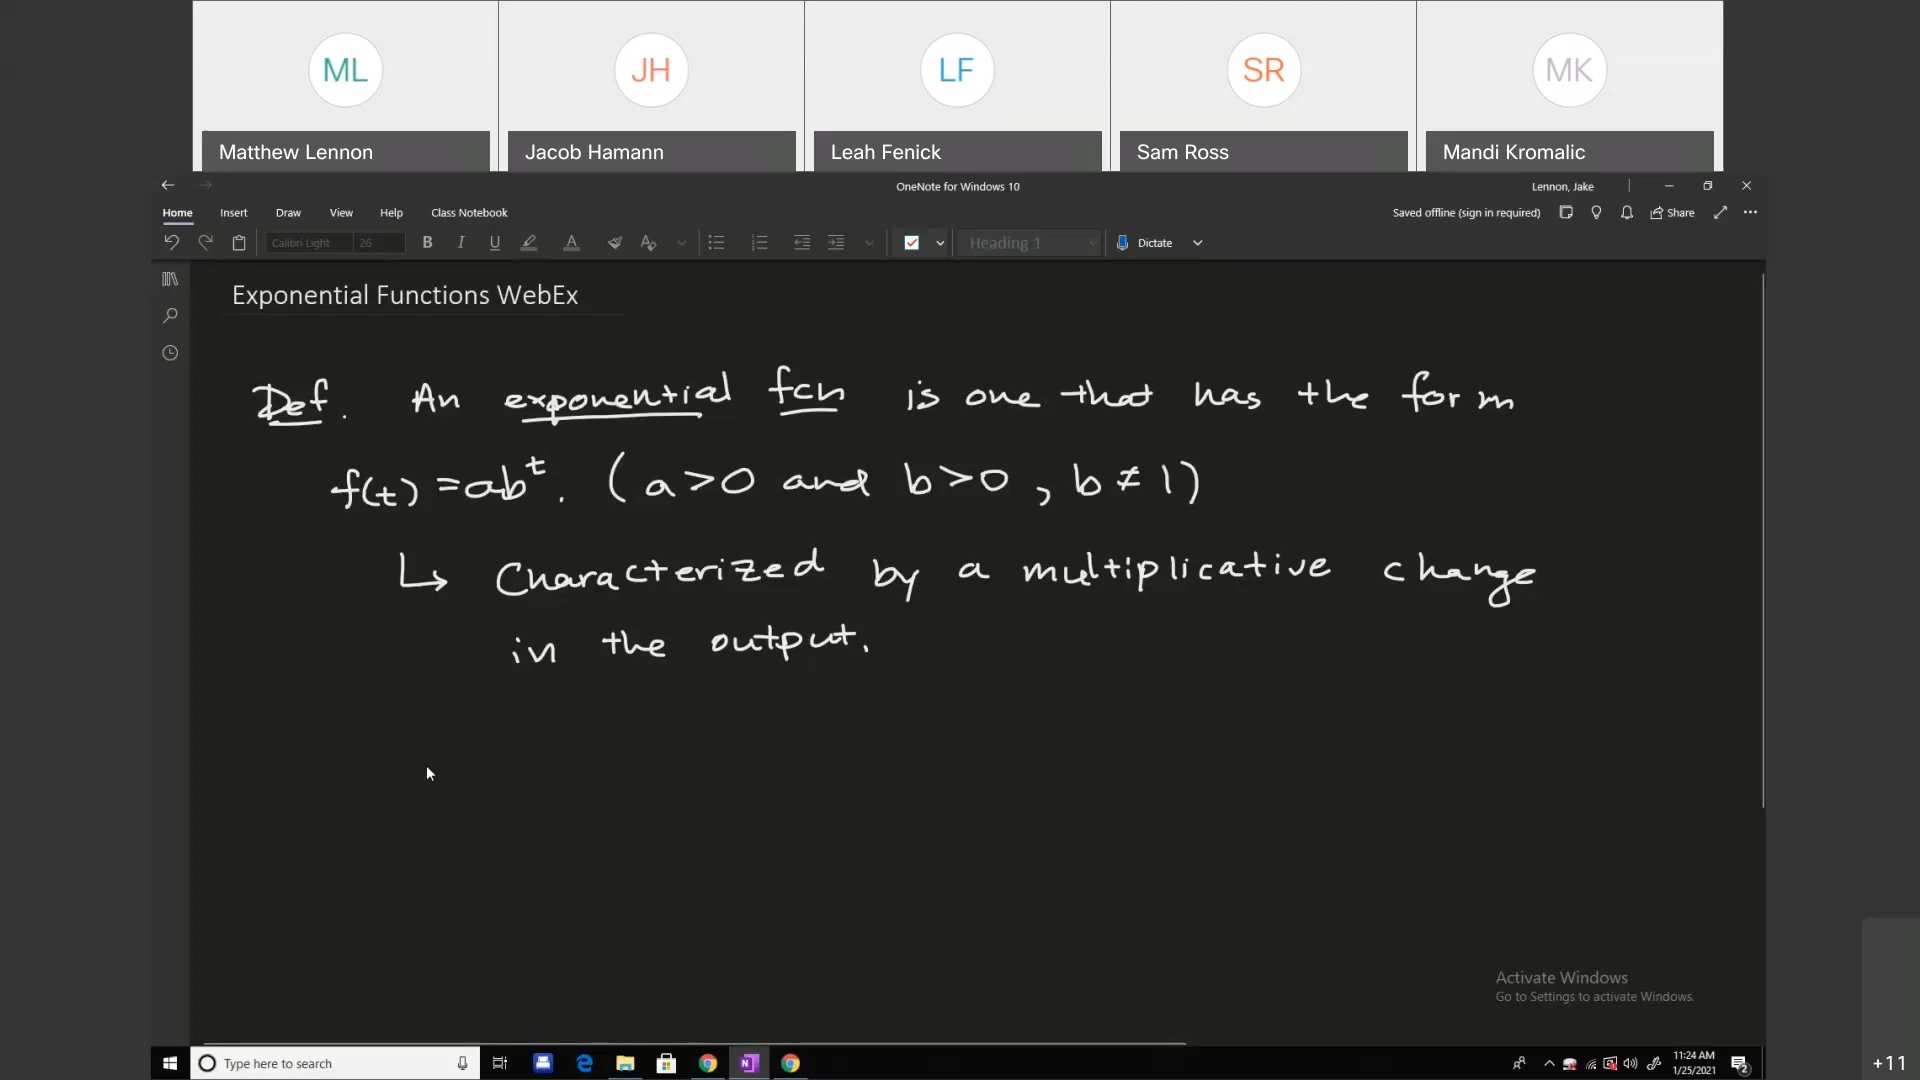 ML JH LF SR MK
Matthew Lennon Jacob Hamann Leah Fenick Sam Ross Mandi Kromalic
OneNote for Windows 10 Lennon, Jake
Home Insert Draw View Help Class Notebook Saved offline (sign in required) Share
Calibri Light 26 B I U A A Heading 1 Dictate
Exponential Functions WebEx
Def. An exponential fcn is one that has the form
f(t) = ab^t. (a>0 and b>0, b≠1)
↳ Characterized by a multiplicative change
in the output.
Activate Windows
Go to Settings to activate Windows.
Type here to search N 11:24 AM
1/25/2021 2
+11